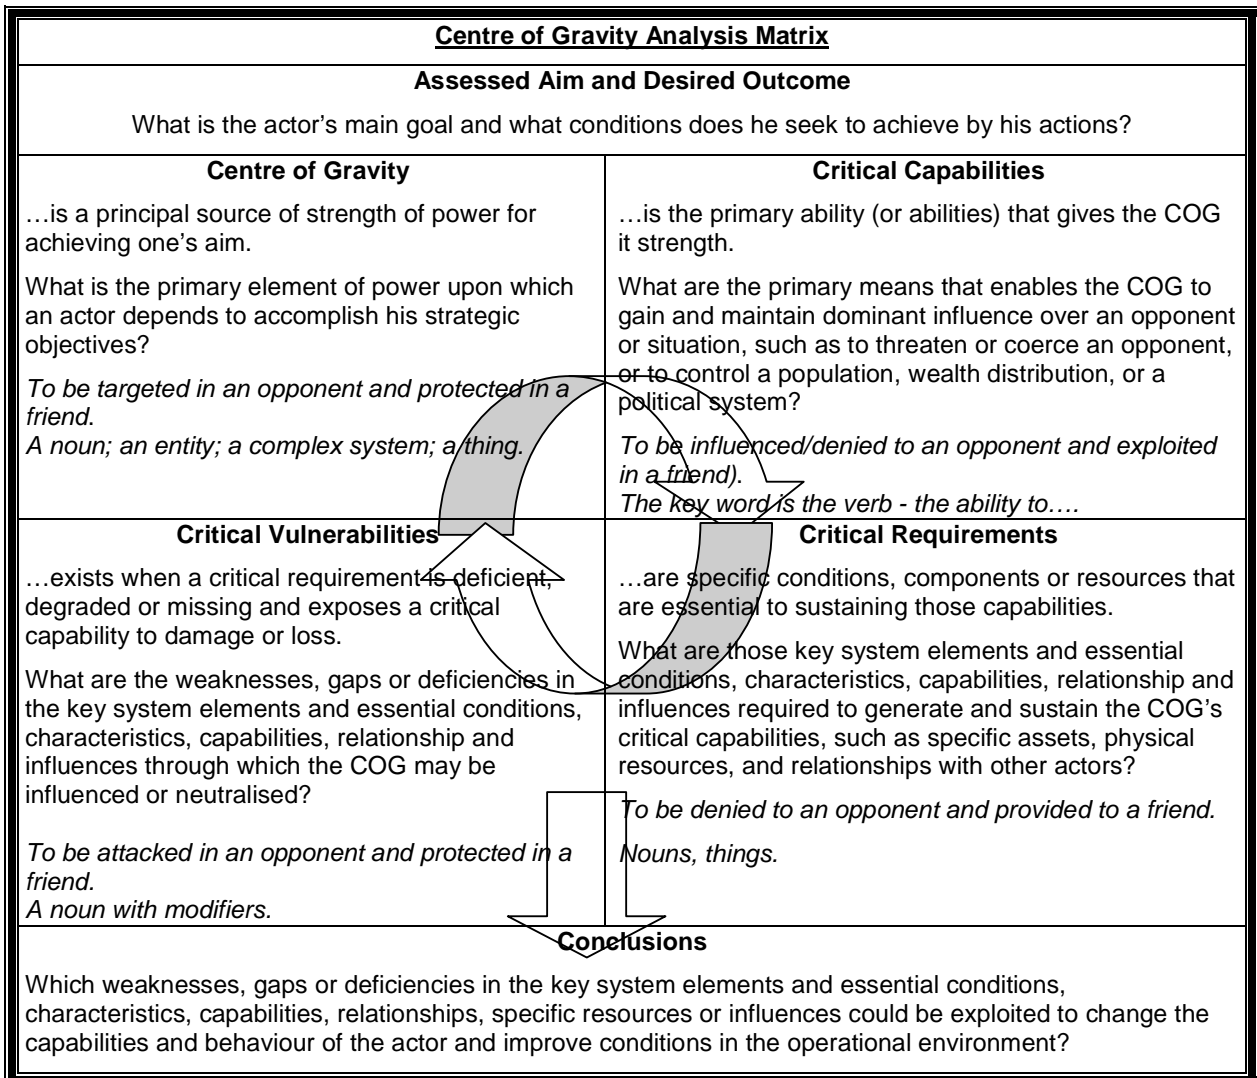 Centre of Gravity Analysis Matrix
Assessed Aim and Desired Outcome
What is the actor's main goal and what conditions does he seek to achieve by his actions?
Centre of Gravity
…is a principal source of strength of power for
achieving one's aim.
What is the primary element of power upon which
an actor depends to accomplish his strategic
objectives?
To be targeted in an opponent and protected in a
friend.
A noun; an entity; a complex system; a thing.
Critical Capabilities
…is the primary ability (or abilities) that gives the COG
it strength.
What are the primary means that enables the COG to
gain and maintain dominant influence over an opponent
or situation, such as to threaten or coerce an opponent,
or to control a population, wealth distribution, or a
political system?
To be influenced/denied to an opponent and exploited
in a friend).
The key word is the verb - the ability to….
Critical Vulnerabilities
…exists when a critical requirement is deficient,
degraded or missing and exposes a critical
capability to damage or loss.
What are the weaknesses, gaps or deficiencies in
the key system elements and essential conditions,
characteristics, capabilities, relationship and
influences through which the COG may be
influenced or neutralised?
To be attacked in an opponent and protected in a
friend.
A noun with modifiers.
Critical Requirements
…are specific conditions, components or resources that
are essential to sustaining those capabilities.
What are those key system elements and essential
conditions, characteristics, capabilities, relationship and
influences required to generate and sustain the COG's
critical capabilities, such as specific assets, physical
resources, and relationships with other actors?
To be denied to an opponent and provided to a friend.
Nouns, things.
Conclusions
Which weaknesses, gaps or deficiencies in the key system elements and essential conditions,
characteristics, capabilities, relationships, specific resources or influences could be exploited to change the
capabilities and behaviour of the actor and improve conditions in the operational environment?